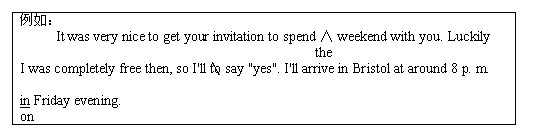 例如：
It was very nice to get your invitation to spend ∧ weekend with you. Luckily
the
I was completely free then, so I'll to say "yes". I'll arrive in Bristol at around 8 p. m
in Friday evening.
on